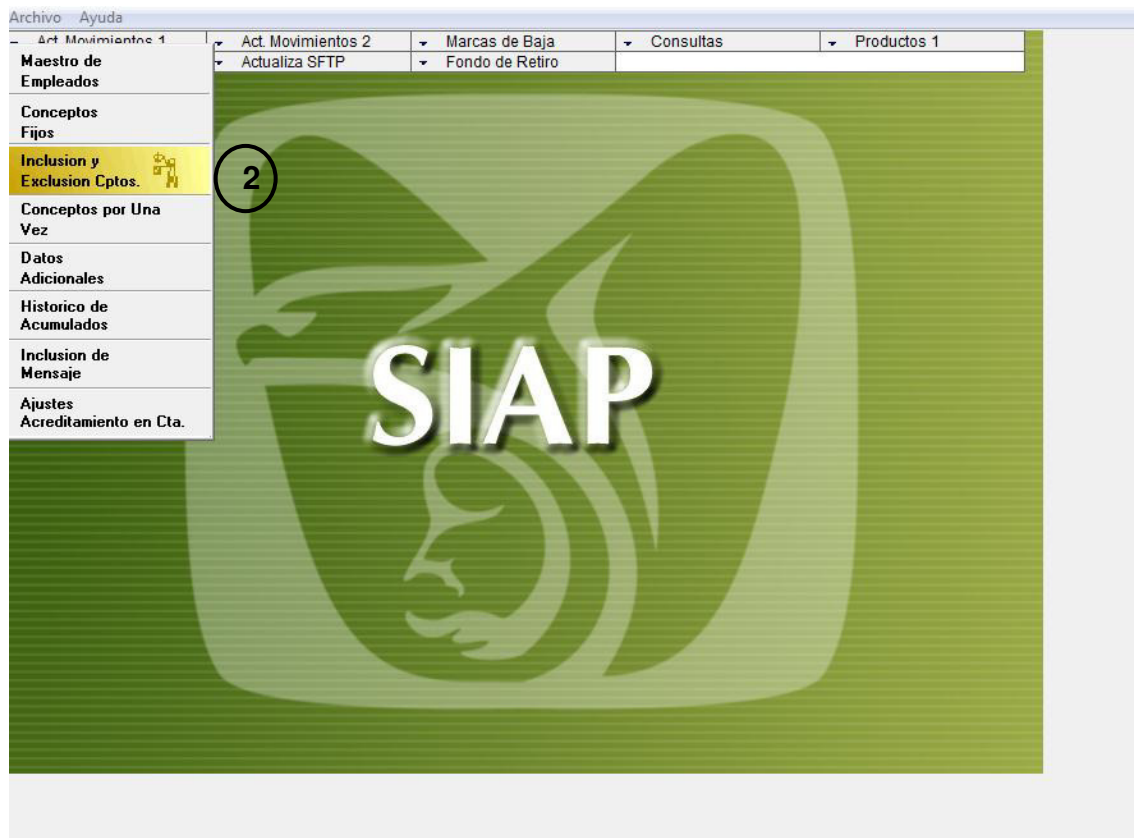 Archivo Ayuda
Act. Movimientos 1 Act. Movimientos 2 Marcas de Baja Consultas Productos 1
Actualiza SFTP Fondo de Retiro
Maestro de
Empleados
Conceptos
Fijos
Inclusion y
Exclusion Cptos.
2
Conceptos por Una
Vez
Datos
Adicionales
Historico de
Acumulados
Inclusion de
Mensaje
Ajustes
Acreditamiento en Cta.
SIAP